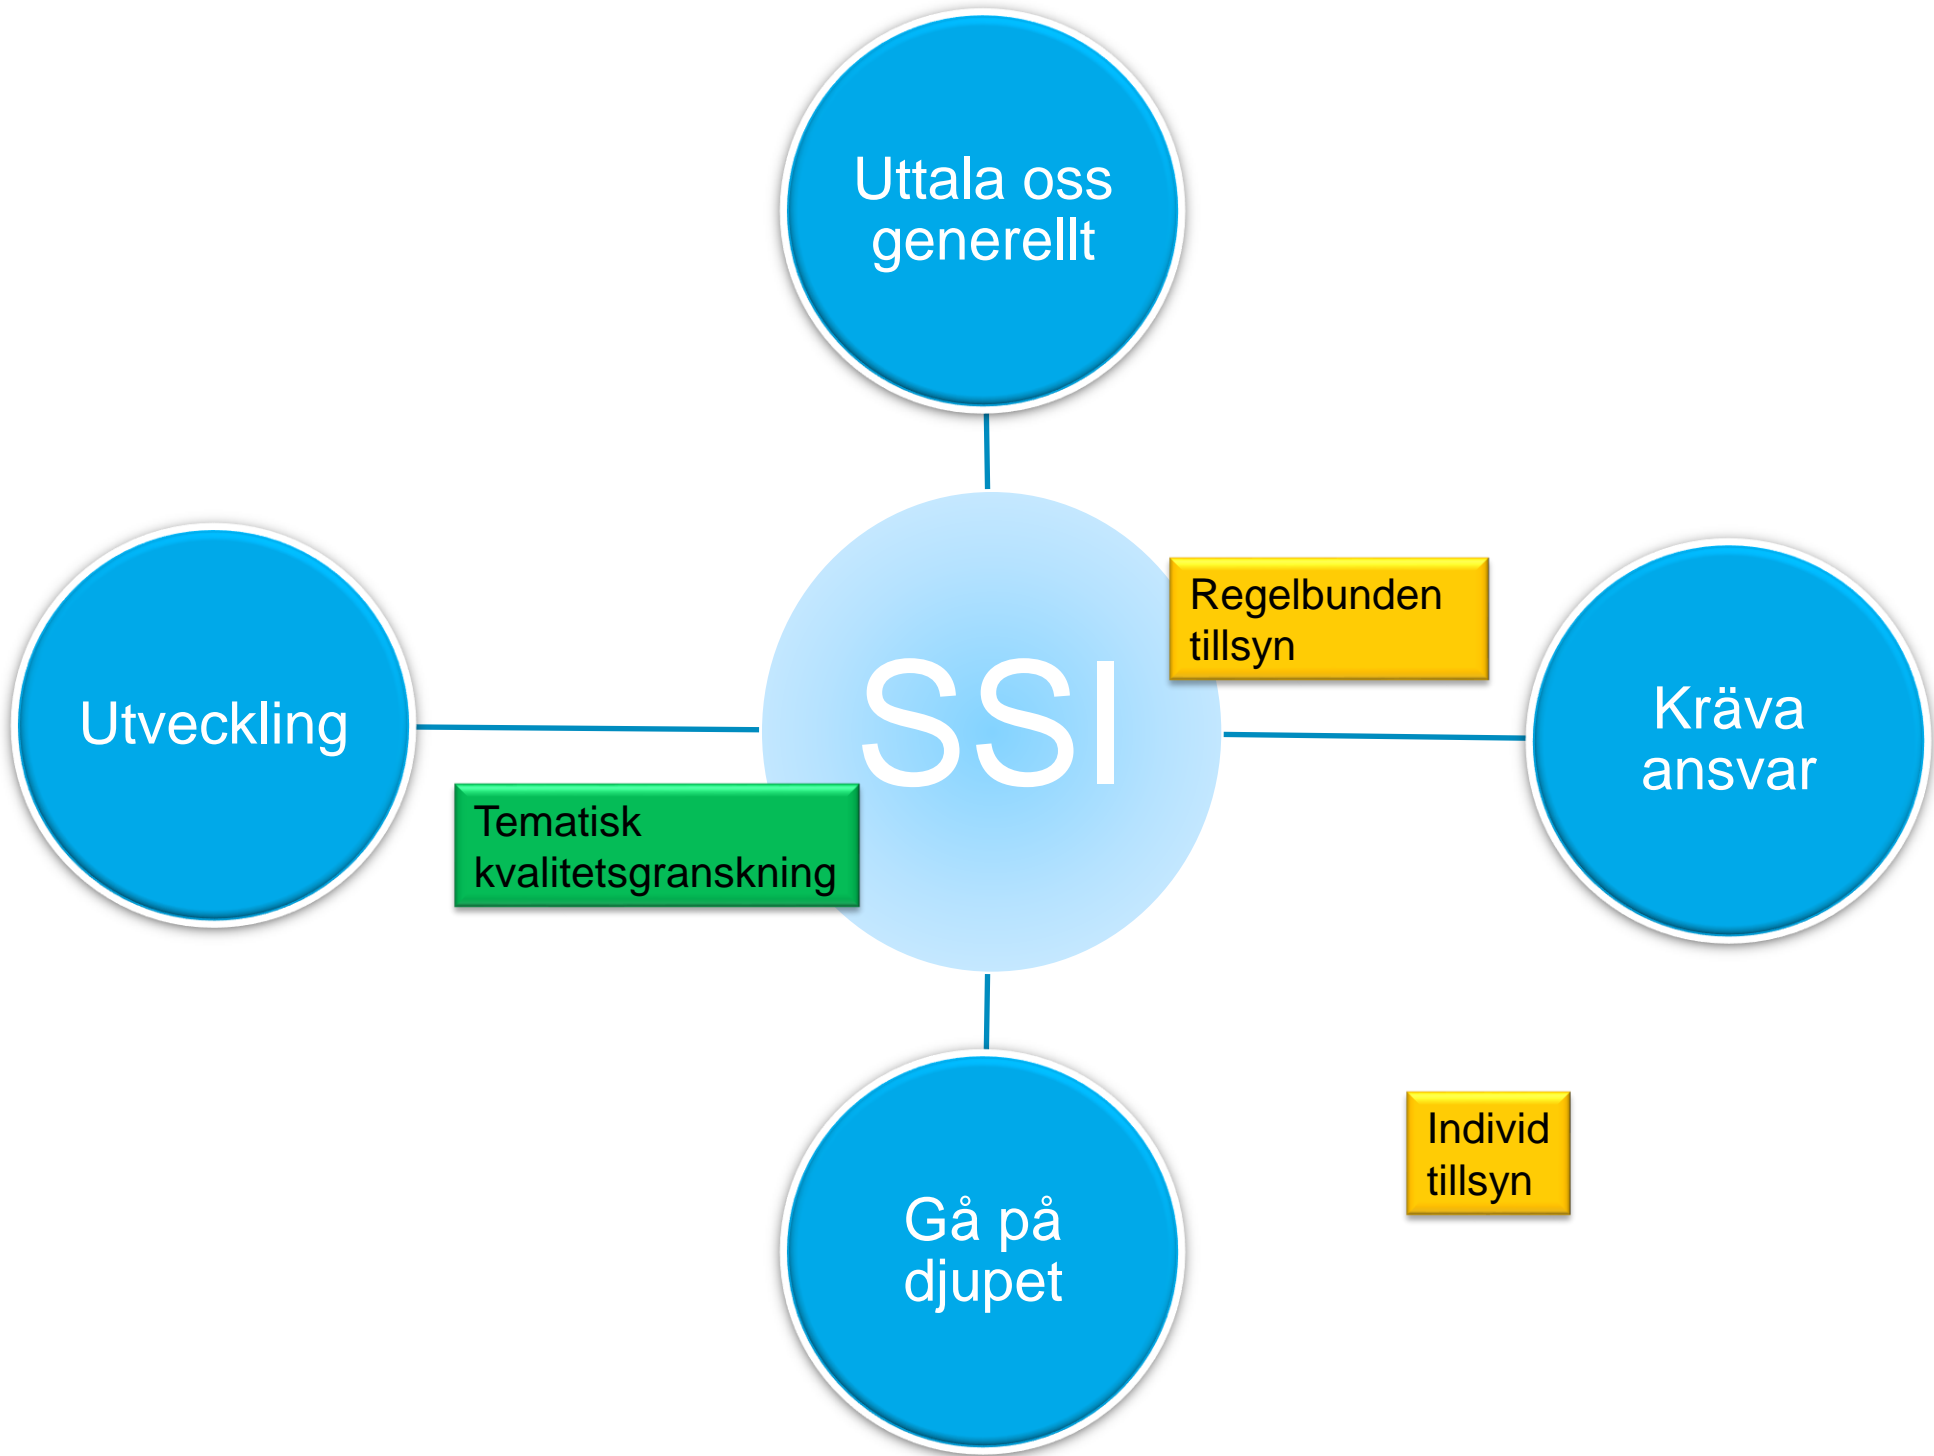 Uttala oss
generellt
Regelbunden
tillsyn
Utveckling
SSI
Kräva
ansvar
Tematisk
kvalitetsgranskning
Individ
tillsyn
Gå på
djupet